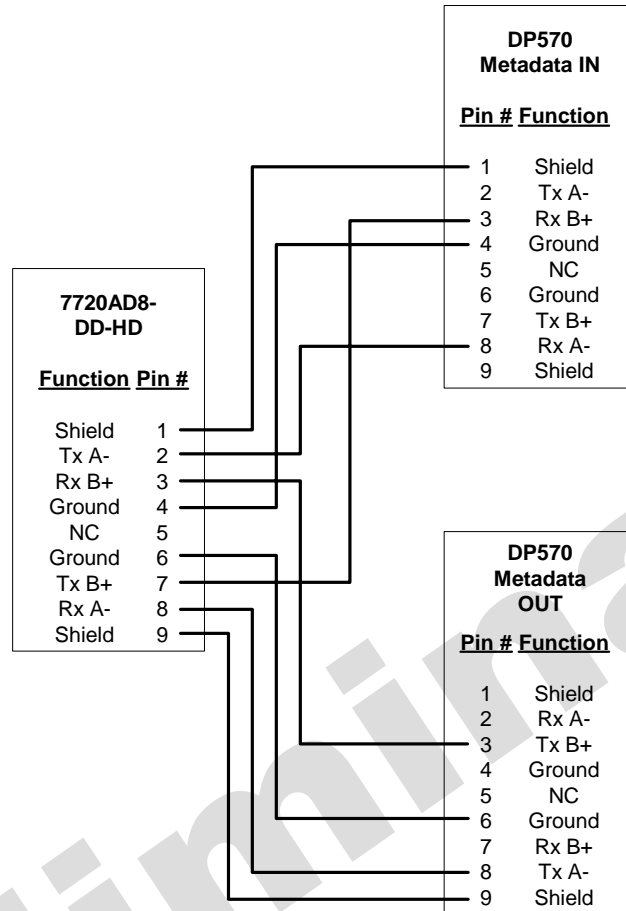 DP570
Metadata IN
Pin # Function
1 Shield
2 Tx A-
3 Rx B+
4 Ground
5 NC
6 Ground
7 Tx B+
8 Rx A-
9 Shield
7720AD8-
DD-HD
Function Pin #
Shield 1
Tx A- 2
Rx B+ 3
Ground 4
NC 5
Ground 6
Tx B+ 7
Rx A- 8
Shield 9
DP570
Metadata
OUT
Pin # Function
1 Shield
2 Rx A-
3 Tx B+
4 Ground
5 NC
6 Ground
7 Rx B+
8 Tx A-
9 Shield